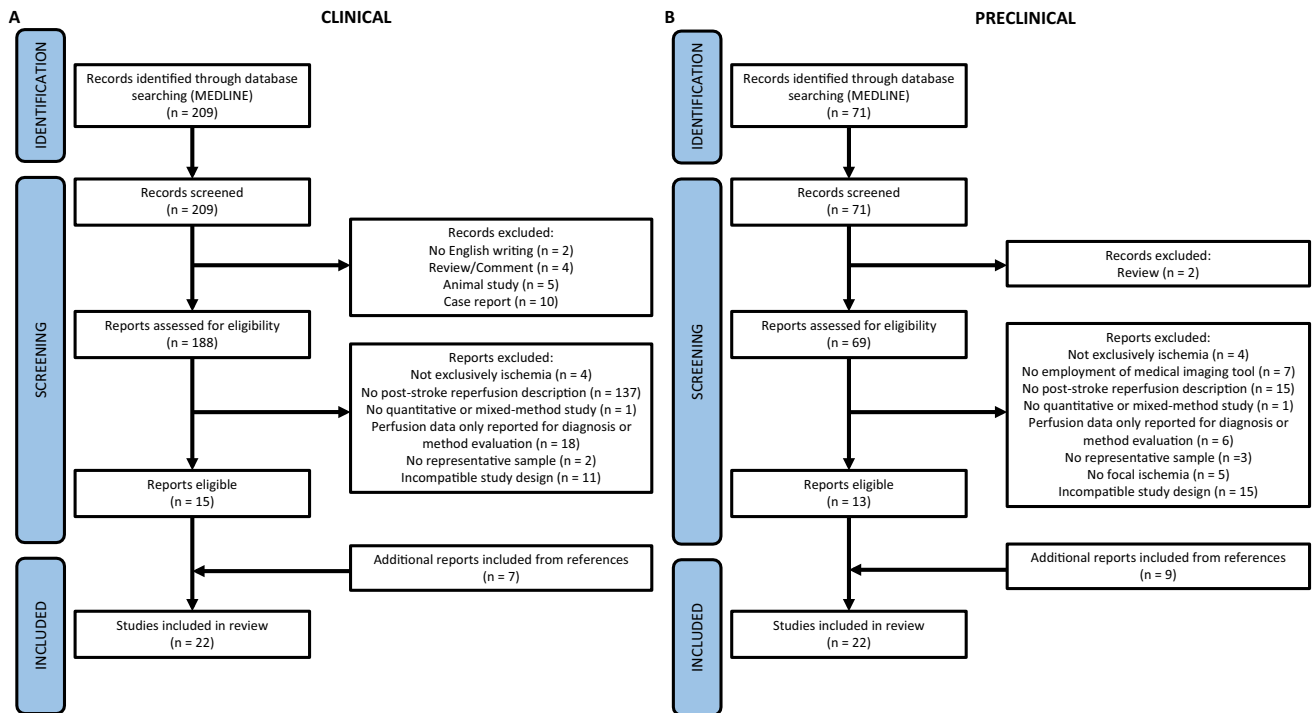 A
CLINICAL
IDENTIFICATION
Records identified through database
searching (MEDLINE)
(n = 209)
SCREENING
Records screened
(n = 209)
Records excluded:
No English writing (n = 2)
Review/Comment (n = 4)
Animal study (n = 5)
Case report (n = 10)
Reports assessed for eligibility
(n = 188)
Reports excluded:
Not exclusively ischemia (n = 4)
No post-stroke reperfusion description (n = 137)
No quantitative or mixed-method study (n = 1)
Perfusion data only reported for diagnosis or
method evaluation (n = 18)
No representative sample (n = 2)
Incompatible study design (n = 11)
Reports eligible
(n = 15)
INCLUDED
Additional reports included from references
(n = 7)
Studies included in review
(n = 22)
B
PRECLINICAL
IDENTIFICATION
Records identified through database
searching (MEDLINE)
(n = 71)
SCREENING
Records screened
(n = 71)
Records excluded:
Review (n = 2)
Reports assessed for eligibility
(n = 69)
Reports excluded:
Not exclusively ischemia (n = 4)
No employment of medical imaging tool (n = 7)
No post-stroke reperfusion description (n = 15)
No quantitative or mixed-method study (n = 1)
Perfusion data only reported for diagnosis or
method evaluation (n = 6)
No representative sample (n =3)
No focal ischemia (n = 5)
Incompatible study design (n = 15)
Reports eligible
(n = 13)
INCLUDED
Additional reports included from references
(n = 9)
Studies included in review
(n = 22)